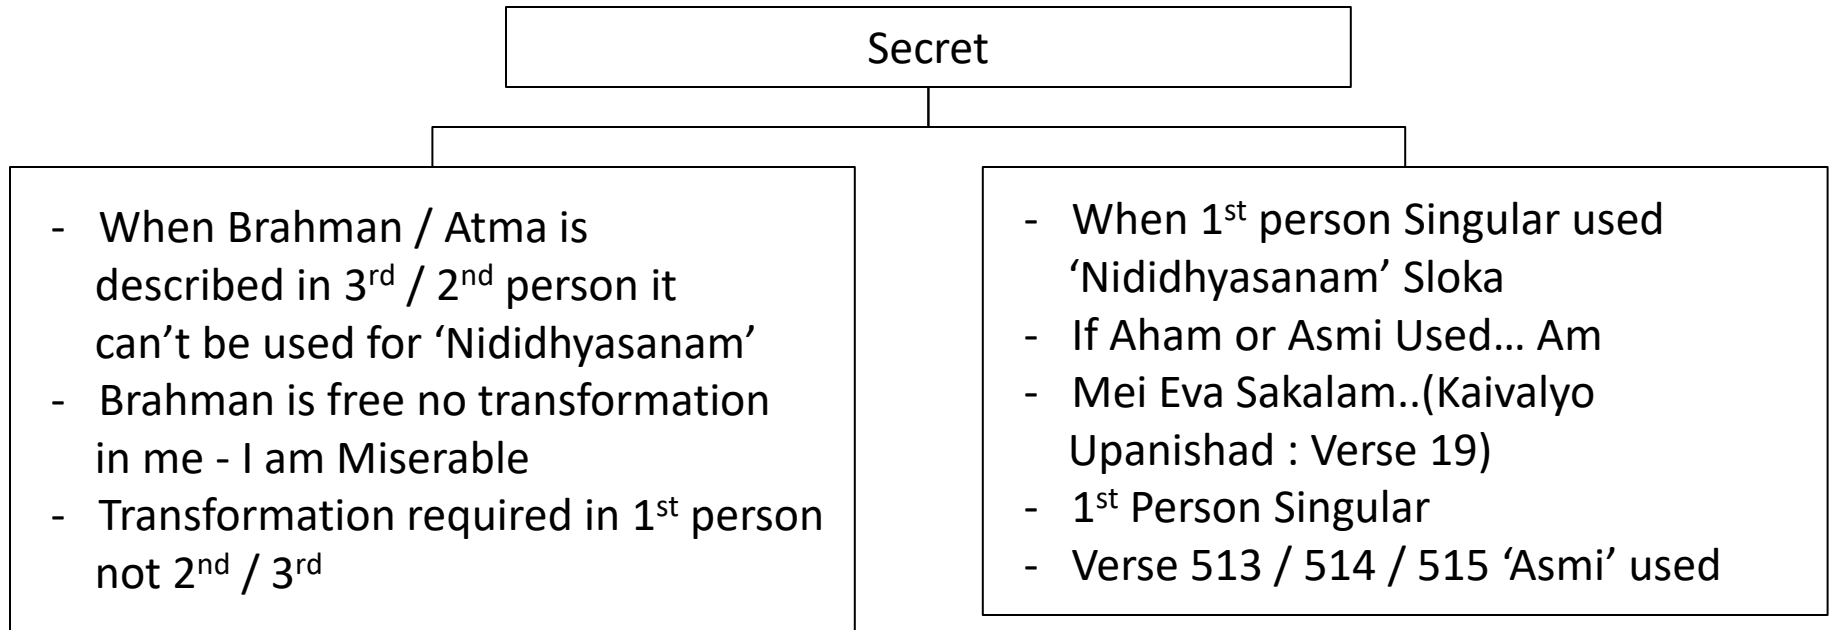 Secret
- When Brahman / Atma is
described in 3rd / 2nd person it
can’t be used for ‘Nididhyasanam’
- Brahman is free no transformation
in me - I am Miserable
- Transformation required in 1st person
not 2nd / 3rd
- When 1st person Singular used
‘Nididhyasanam’ Sloka
- If Aham or Asmi Used… Am
- Mei Eva Sakalam..(Kaivalyo
Upanishad : Verse 19)
- 1st Person Singular
- Verse 513 / 514 / 515 ‘Asmi’ used